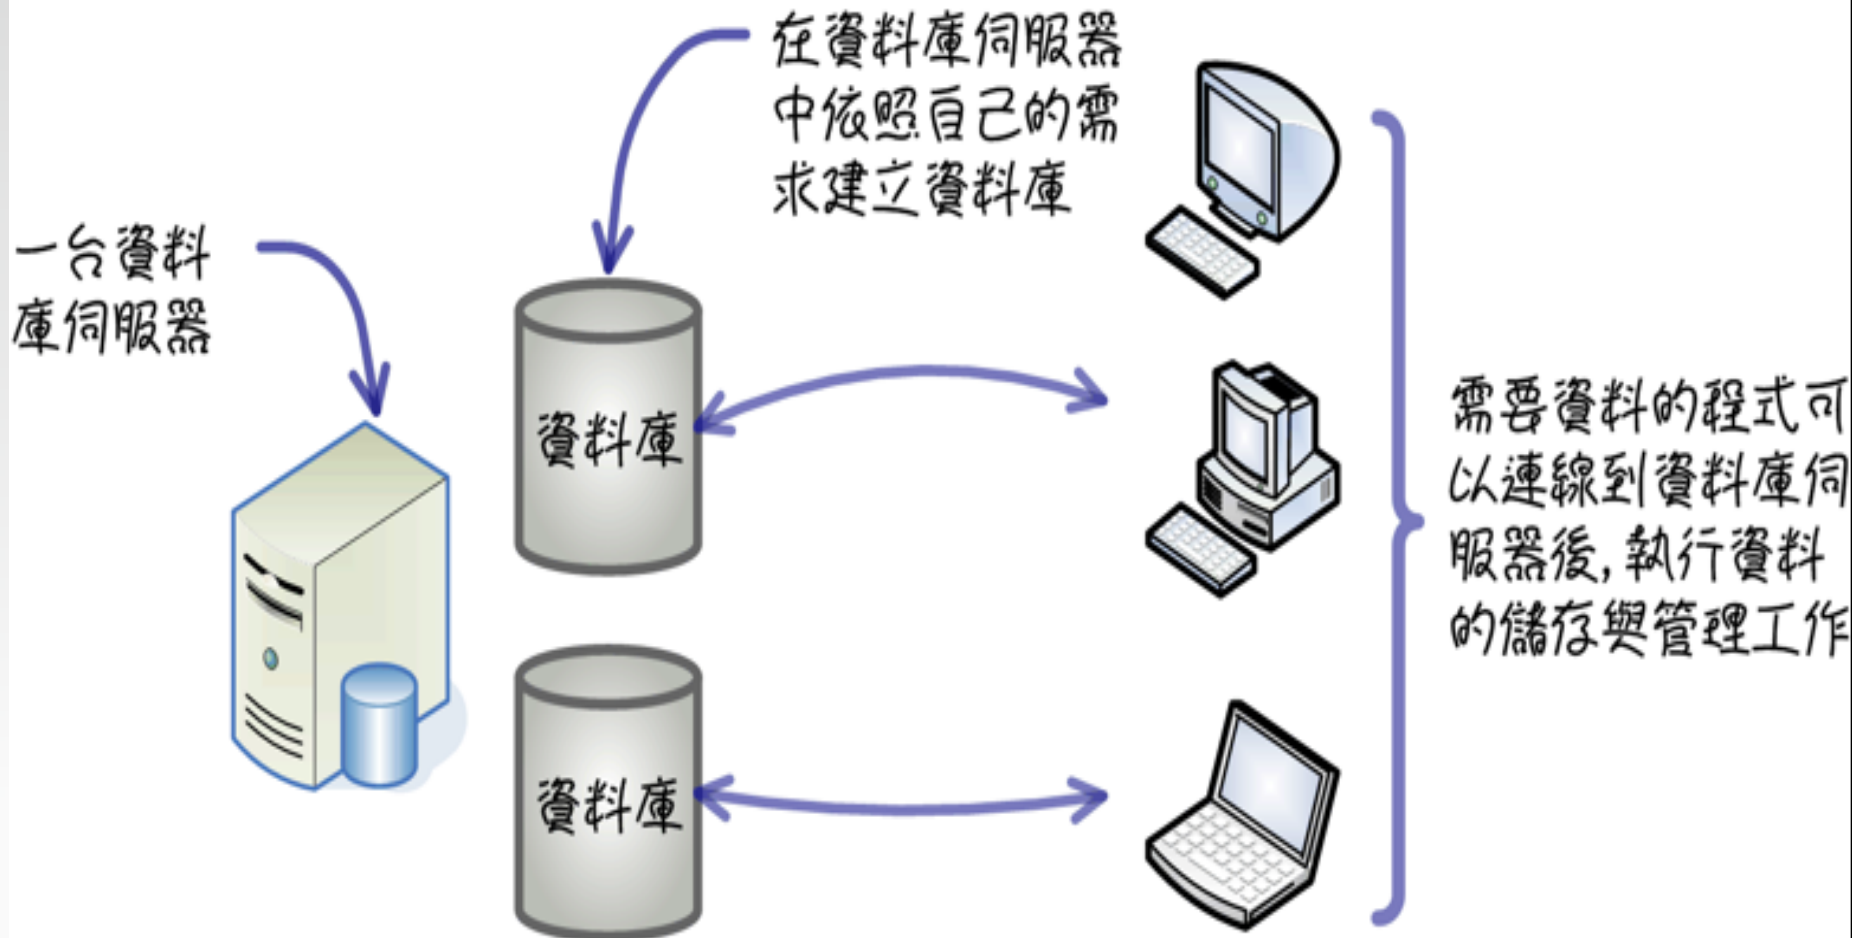 在資料庫伺服器
中依照自己的需
求建立資料庫
一台資料
庫伺服器
資料庫
需要資料的程式可
以連線到資料庫伺
服器後,執行資料
的儲存與管理工作
資料庫